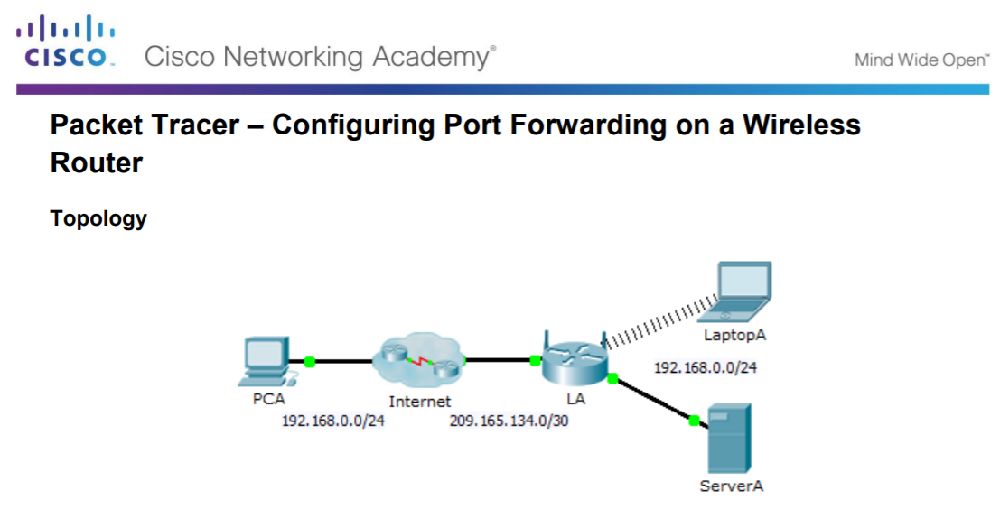 CISCO.
Cisco Networking Academy®
Mind Wide Open™
Packet Tracer – Configuring Port Forwarding on a Wireless
Router
Topology
LaptopA
192.168.0.0/24
PCA
Internet
LA
192.168.0.0/24
209.165.134.0/30
ServerA